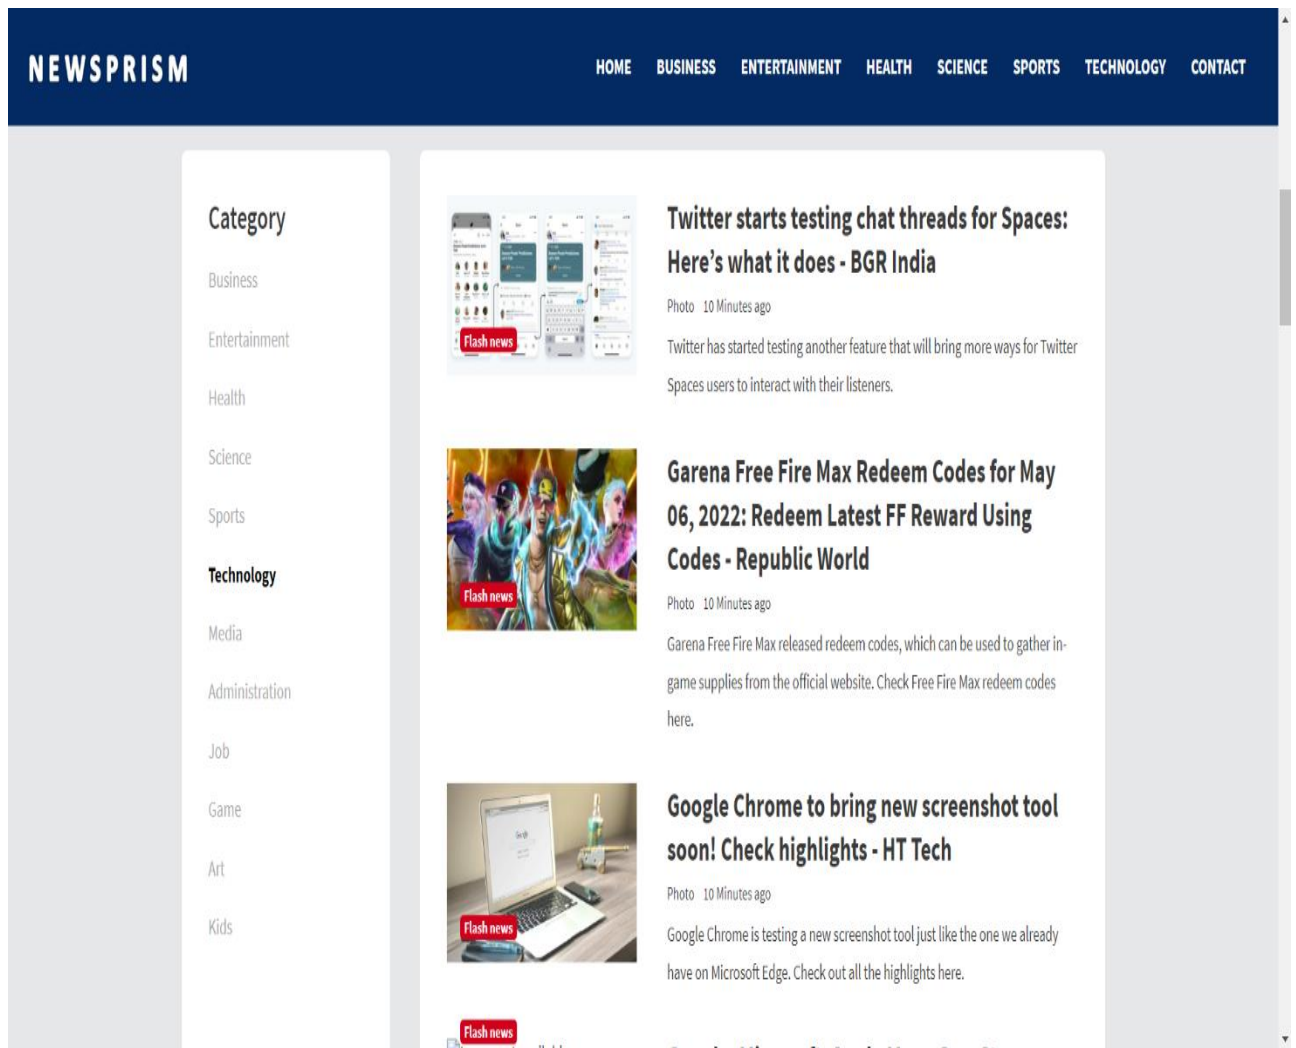 NEWSPRISM
HOME BUSINESS ENTERTAINMENT HEALTH SCIENCE SPORTS TECHNOLOGY CONTACT
Category
Business
Entertainment
Health
Science
Sports
Technology
Media
Administration
Job
Game
Art
Kids
Flash news
Twitter starts testing chat threads for Spaces:
Here’s what it does - BGR India
Photo 10 Minutes ago
Twitter has started testing another feature that will bring more ways for Twitter
Spaces users to interact with their listeners.
Flash news
Garena Free Fire Max Redeem Codes for May
06, 2022: Redeem Latest FF Reward Using
Codes - Republic World
Photo 10 Minutes ago
Garena Free Fire Max released redeem codes, which can be used to gather in-
game supplies from the official website. Check Free Fire Max redeem codes
here.
Google
Flash news
Google Chrome to bring new screenshot tool
soon! Check highlights - HT Tech
Photo 10 Minutes ago
Google Chrome is testing a new screenshot tool just like the one we already
have on Microsoft Edge. Check out all the highlights here.
Flash news